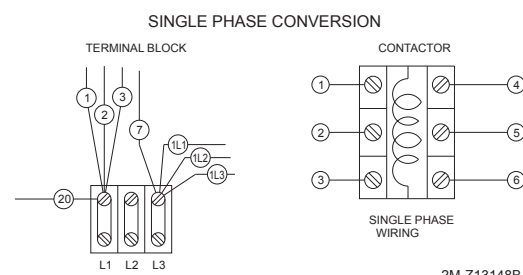 SINGLE PHASE CONVERSION
TERMINAL BLOCK
1
2
3
7
1L1
1L2
1L3
20
L1 L2 L3
CONTACTOR
1 4
2 5
3 6
SINGLE PHASE
WIRING